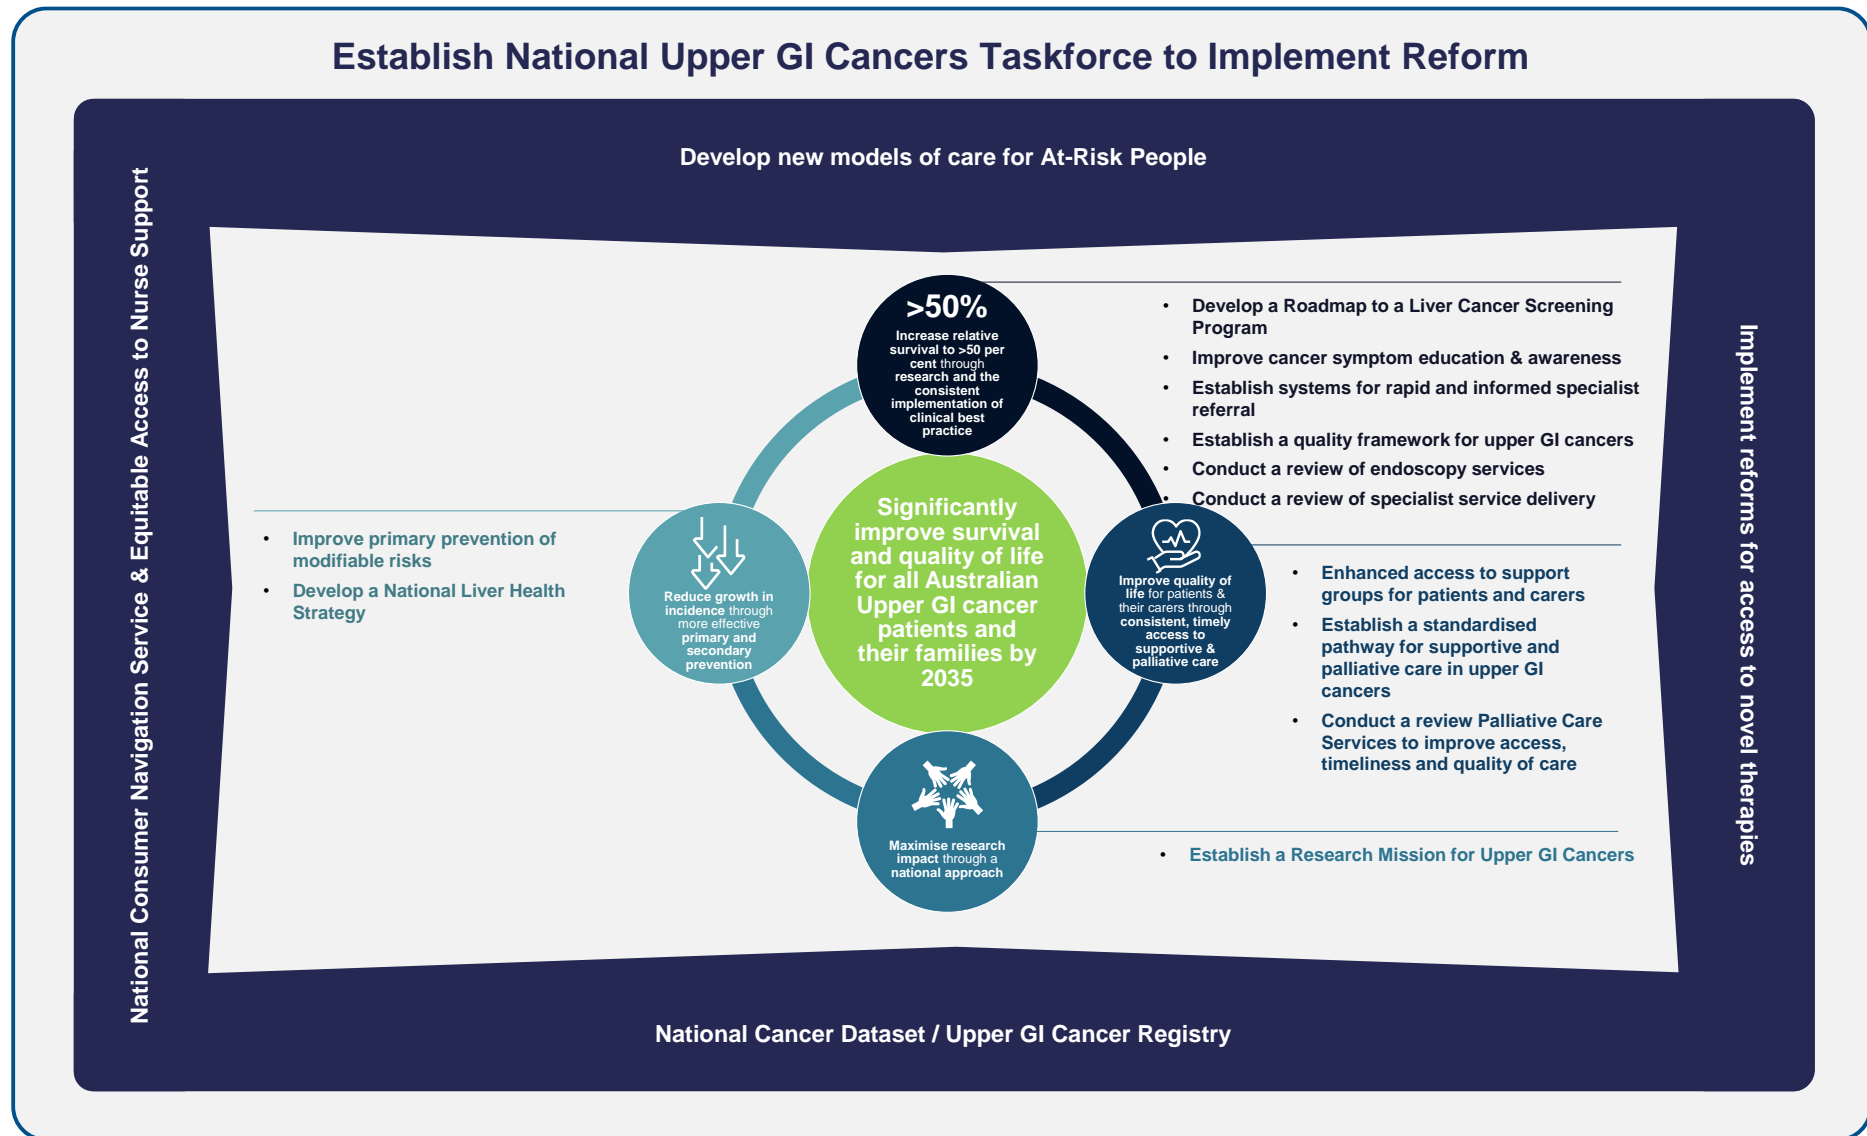 Establish National Upper GI Cancers Taskforce to Implement Reform
Develop new models of care for At-Risk People
National Consumer Navigation Service & Equitable Access to Nurse Support
>50%
Increase relative
survival to >50 per
cent through
research and the
consistent
implementation of
clinical best
practice
• Develop a Roadmap to a Liver Cancer Screening
Program
• Improve cancer symptom education & awareness
• Establish systems for rapid and informed specialist
referral
• Establish a quality framework for upper GI cancers
• Conduct a review of endoscopy services
• Conduct a review of specialist service delivery
• Improve primary prevention of
modifiable risks
• Develop a National Liver Health
Strategy
Reduce growth in
incidence through
more effective
primary and
secondary
prevention
Significantly
improve survival
and quality of life
for all Australian
Upper GI cancer
patients and
their families by
2035
Improve quality of
life for patients &
their carers through
consistent, timely
access to
supportive &
palliative care
• Enhanced access to support
groups for patients and carers
• Establish a standardised
pathway for supportive and
palliative care in upper GI
cancers
• Conduct a review Palliative Care
Services to improve access,
timeliness and quality of care
Maximise research
impact through a
national approach
• Establish a Research Mission for Upper GI Cancers
Implement reforms for access to novel therapies
National Cancer Dataset / Upper GI Cancer Registry